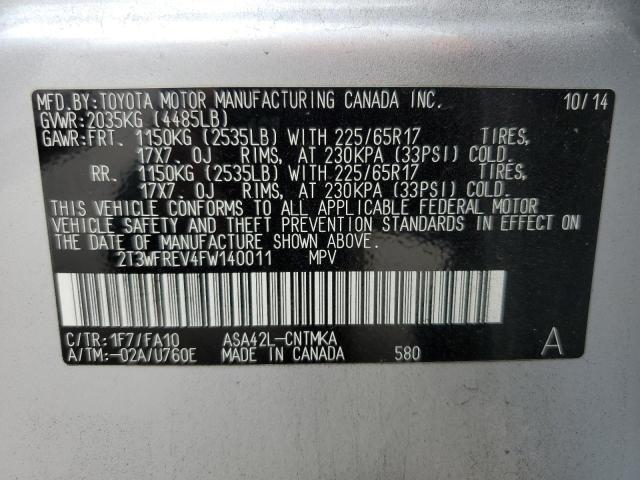 MFD.BY:TOYOTA MOTOR MANUFACTURING CANADA INC. 10/14
GVWR:2035KG (4485LB)
GAWR:FRT. 1150KG (2535LB) WITH 225/65R17 TIRES,
17X7.0J RIMS, AT 230KPA (33PSI) COLD.
RR. 1150KG (2535LB) WITH 225/65R17 TIRES,
17X7.0J RIMS, AT 230KPA (33PSI) COLD.
THIS VEHICLE CONFORMS TO ALL APPLICABLE FEDERAL MOTOR
VEHICLE SAFETY AND THEFT PREVENTION STANDARDS IN EFFECT ON
THE DATE OF MANUFACTURE SHOWN ABOVE.
2T3WFREV4FW140011 MPV
C/TR:1F7/FA10 ASA42L-CNTMKA
A/TM:-02A/U760E MADE IN CANADA 580 A